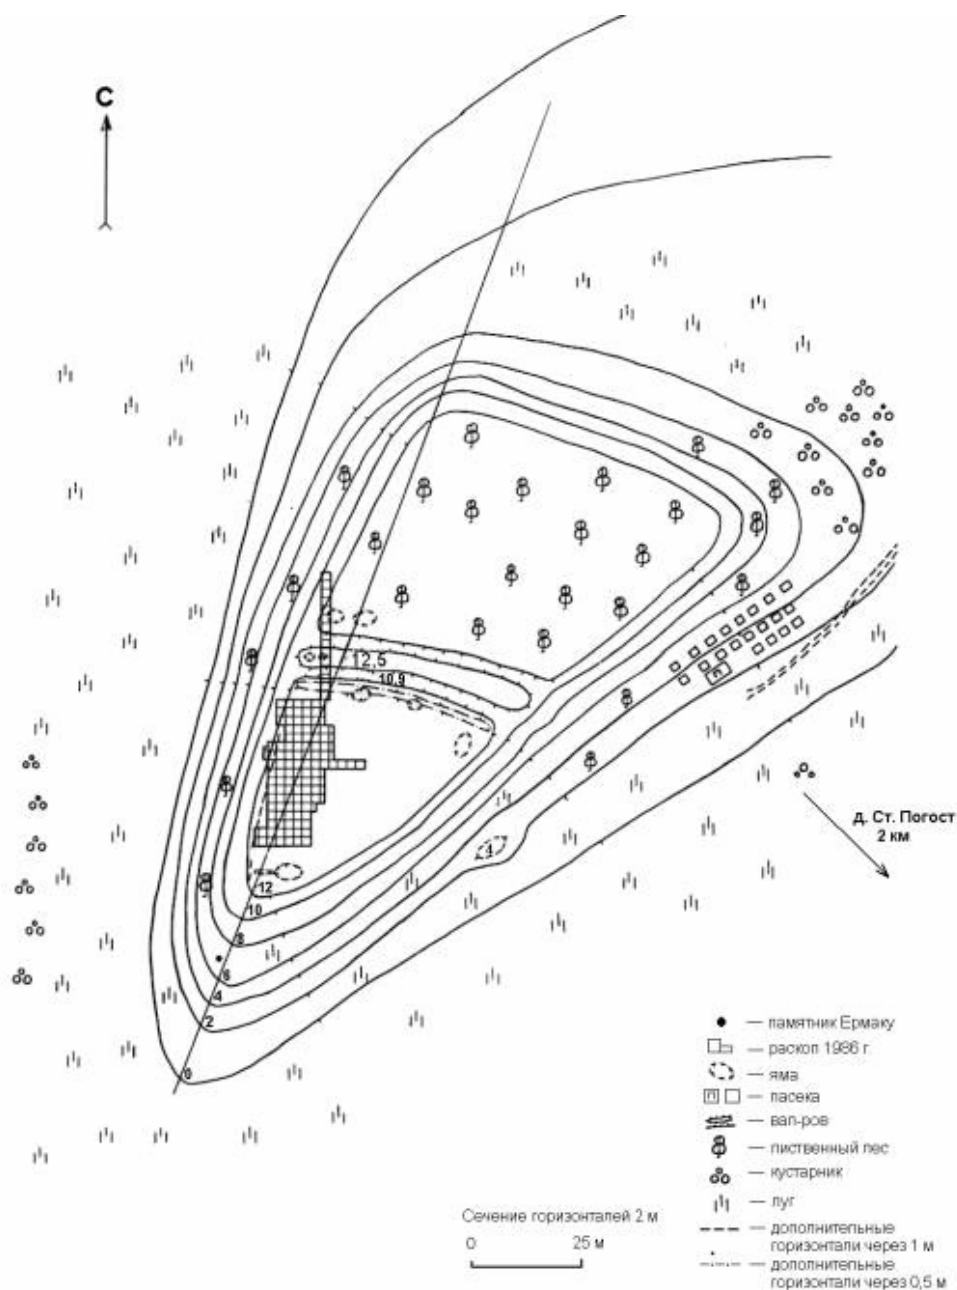 С
12,5
10,9
д. Ст. Погост
2 км
4
12
10
8
6
4
2
0
● — памятник Ермаку
— раскоп 1986 г.
— яма
П — пасека
— вал-ров
— лиственный лес
— кустарник
— луг
— дополнительные
горизонтали через 1 м
— дополнительные
горизонтали через 0,5 м
Сечение горизонталей 2 м
0 25 м